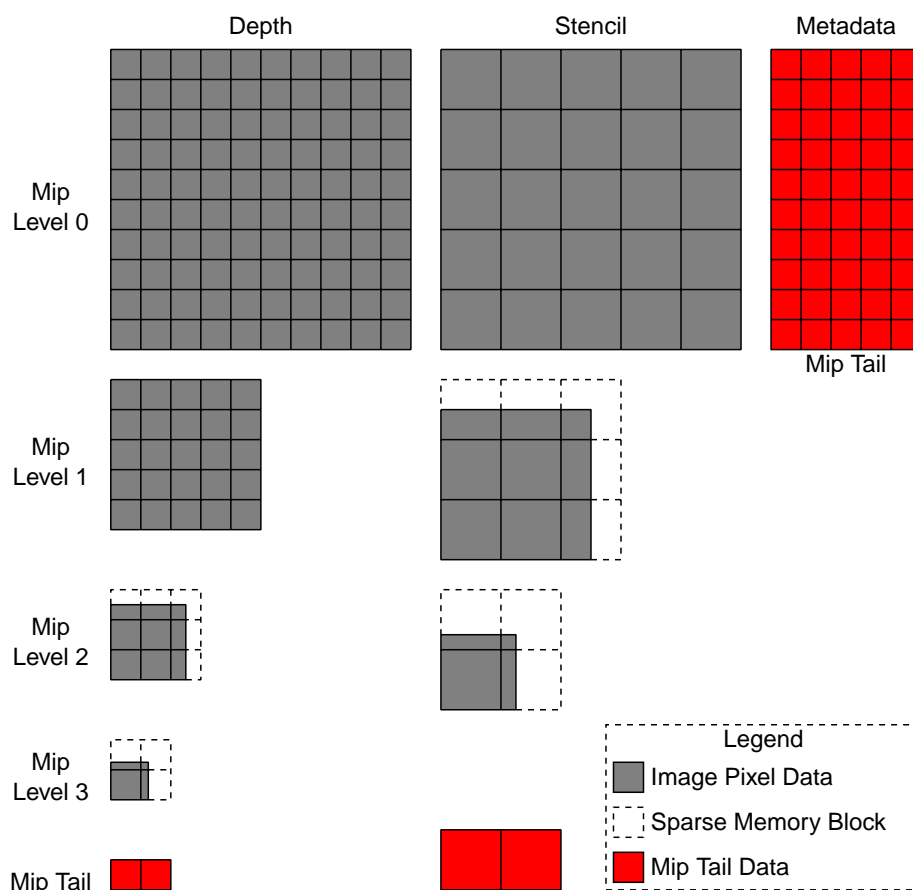 Depth
Stencil
Metadata
Mip
Level 0
Mip Tail
Mip
Level 1
Mip
Level 2
Mip
Level 3
Mip Tail
Legend
Image Pixel Data
Sparse Memory Block
Mip Tail Data